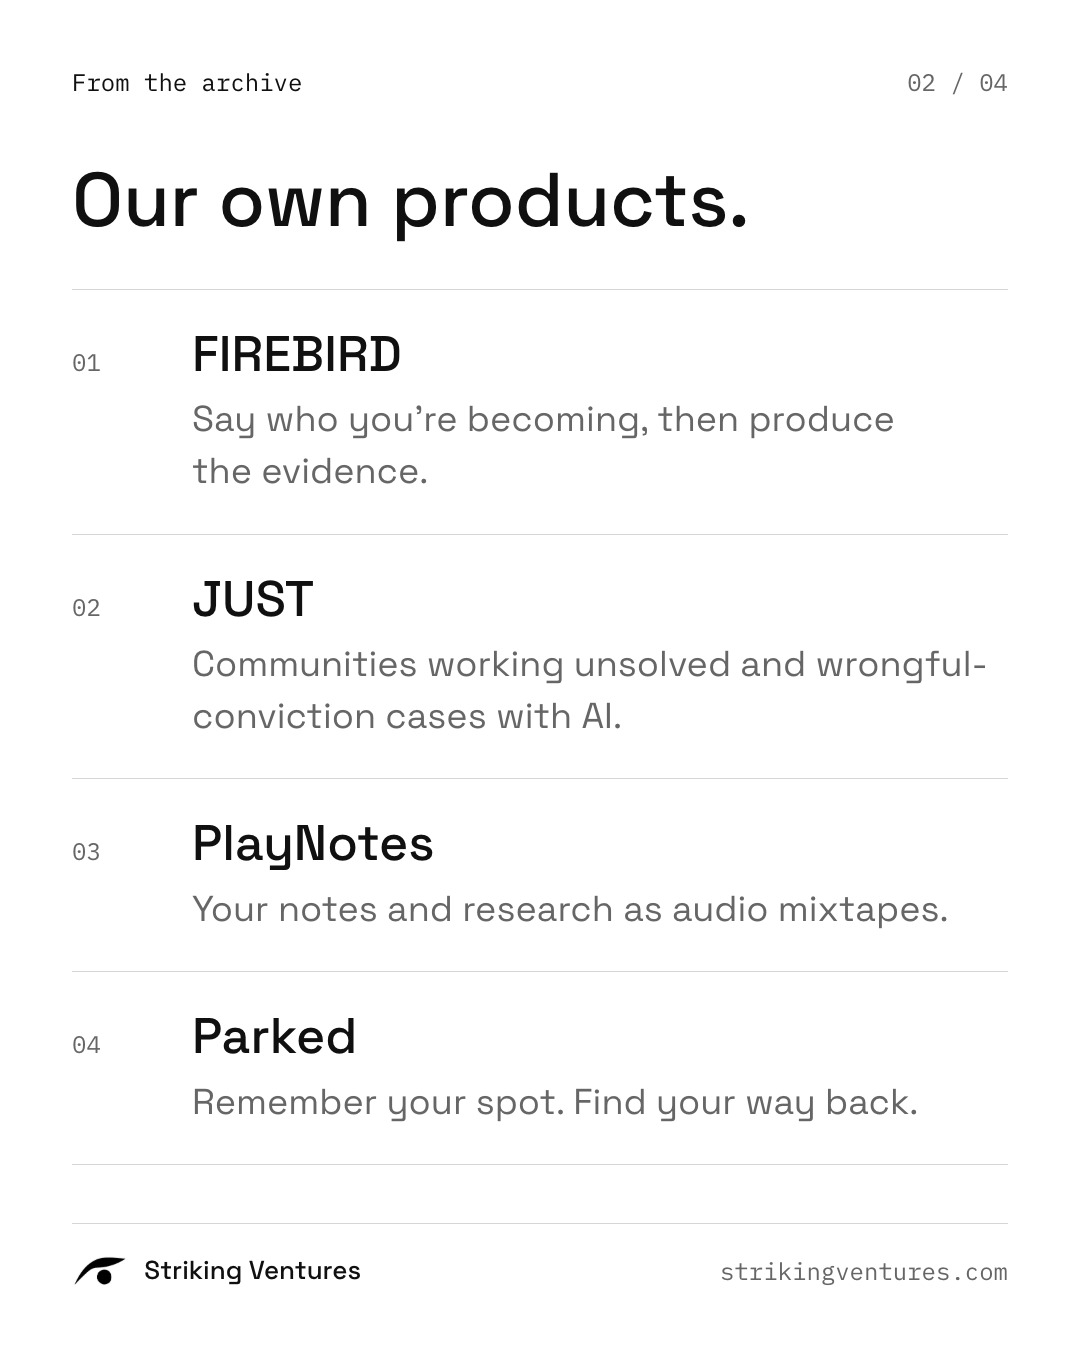 From the archive
02 / 04
Our own products.
01
FIREBIRD
Say who you’re becoming, then produce
the evidence.
02
JUST
Communities working unsolved and wrongful-
conviction cases with AI.
03
PlayNotes
Your notes and research as audio mixtapes.
04
Parked
Remember your spot. Find your way back.
Striking Ventures
strikingventures.com